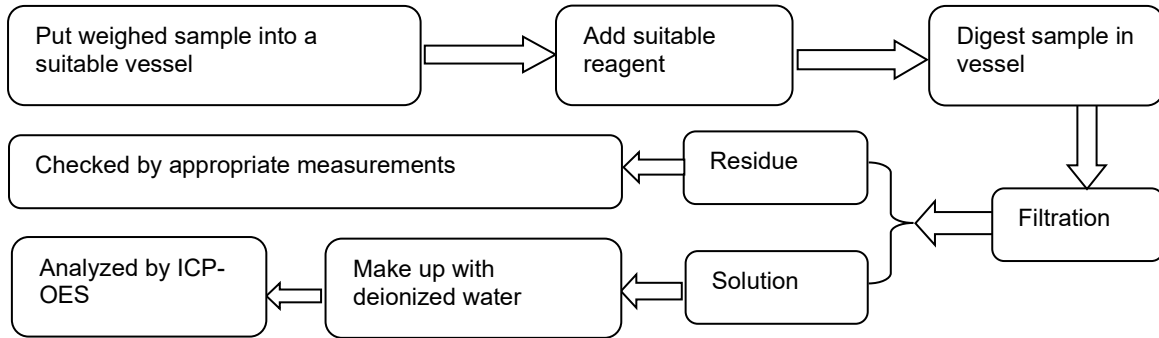 Put weighed sample into a
suitable vessel
Add suitable
reagent
Digest sample in
vessel
Filtration
Residue
Checked by appropriate measurements
Solution
Make up with
deionized water
Analyzed by ICP-
OES